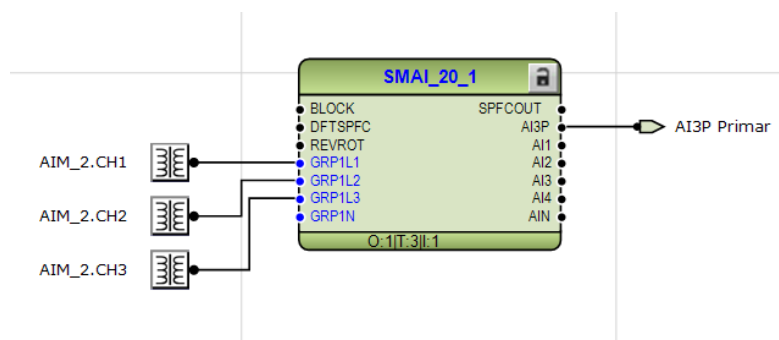 SMAI_20_1
BLOCK SPFCOUT
DFTSPFC AI3P AI3P Primar
REVROT AI1
AIM_2.CH1 GRP1L1 AI2
GRP1L2 AI3
GRP1L3 AI4
AIM_2.CH2 GRP1N AIN
O:1|T:3|I:1
AIM_2.CH3